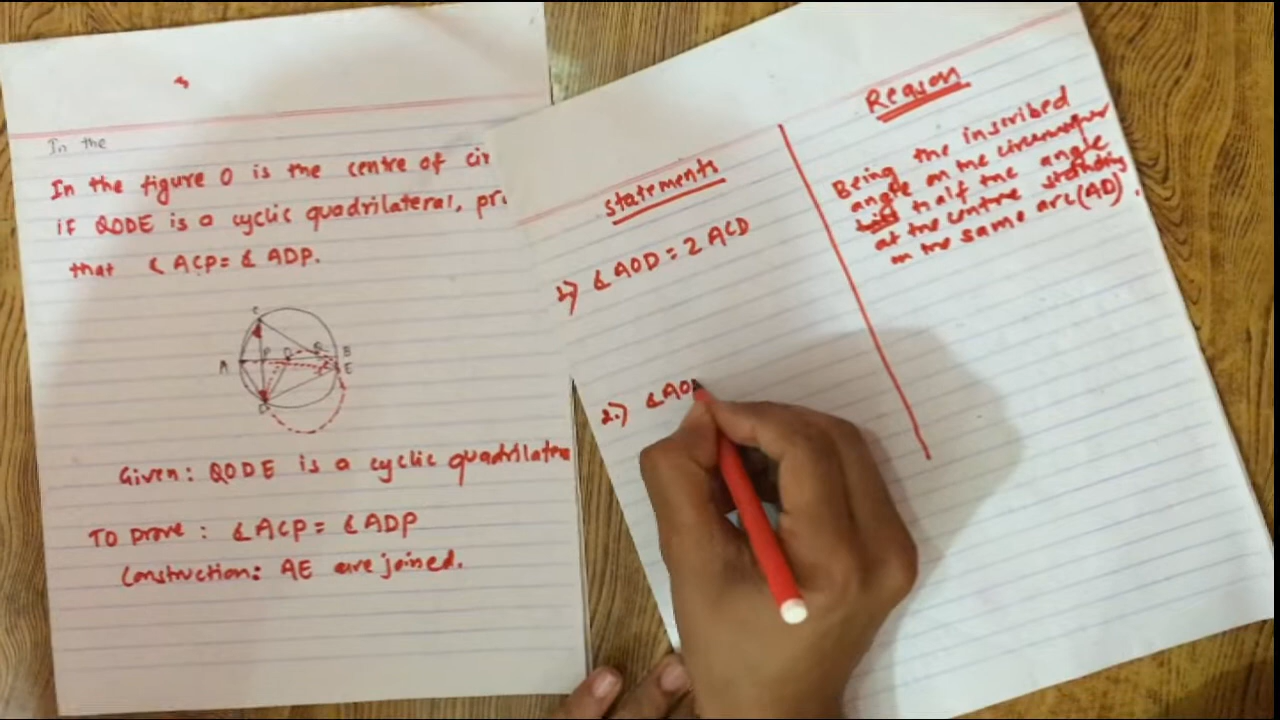 In the
In the figure O is the centre of cir
if QODE is a cyclic quadrilateral, pr
that ∠ ACP = ∠ ADP.
C
A P O Q B
E
D
Given: QODE is a cyclic quadrilatera
To prove : ∠ACP = ∠ADP
Construction: AE are joined.
Statements
1.) ∠AOD = 2 ACD
2.) ∠AO
Reason
Being the inscribed
angle on the circumfer
half the angle
at the centre standing
on the same arc (AD).